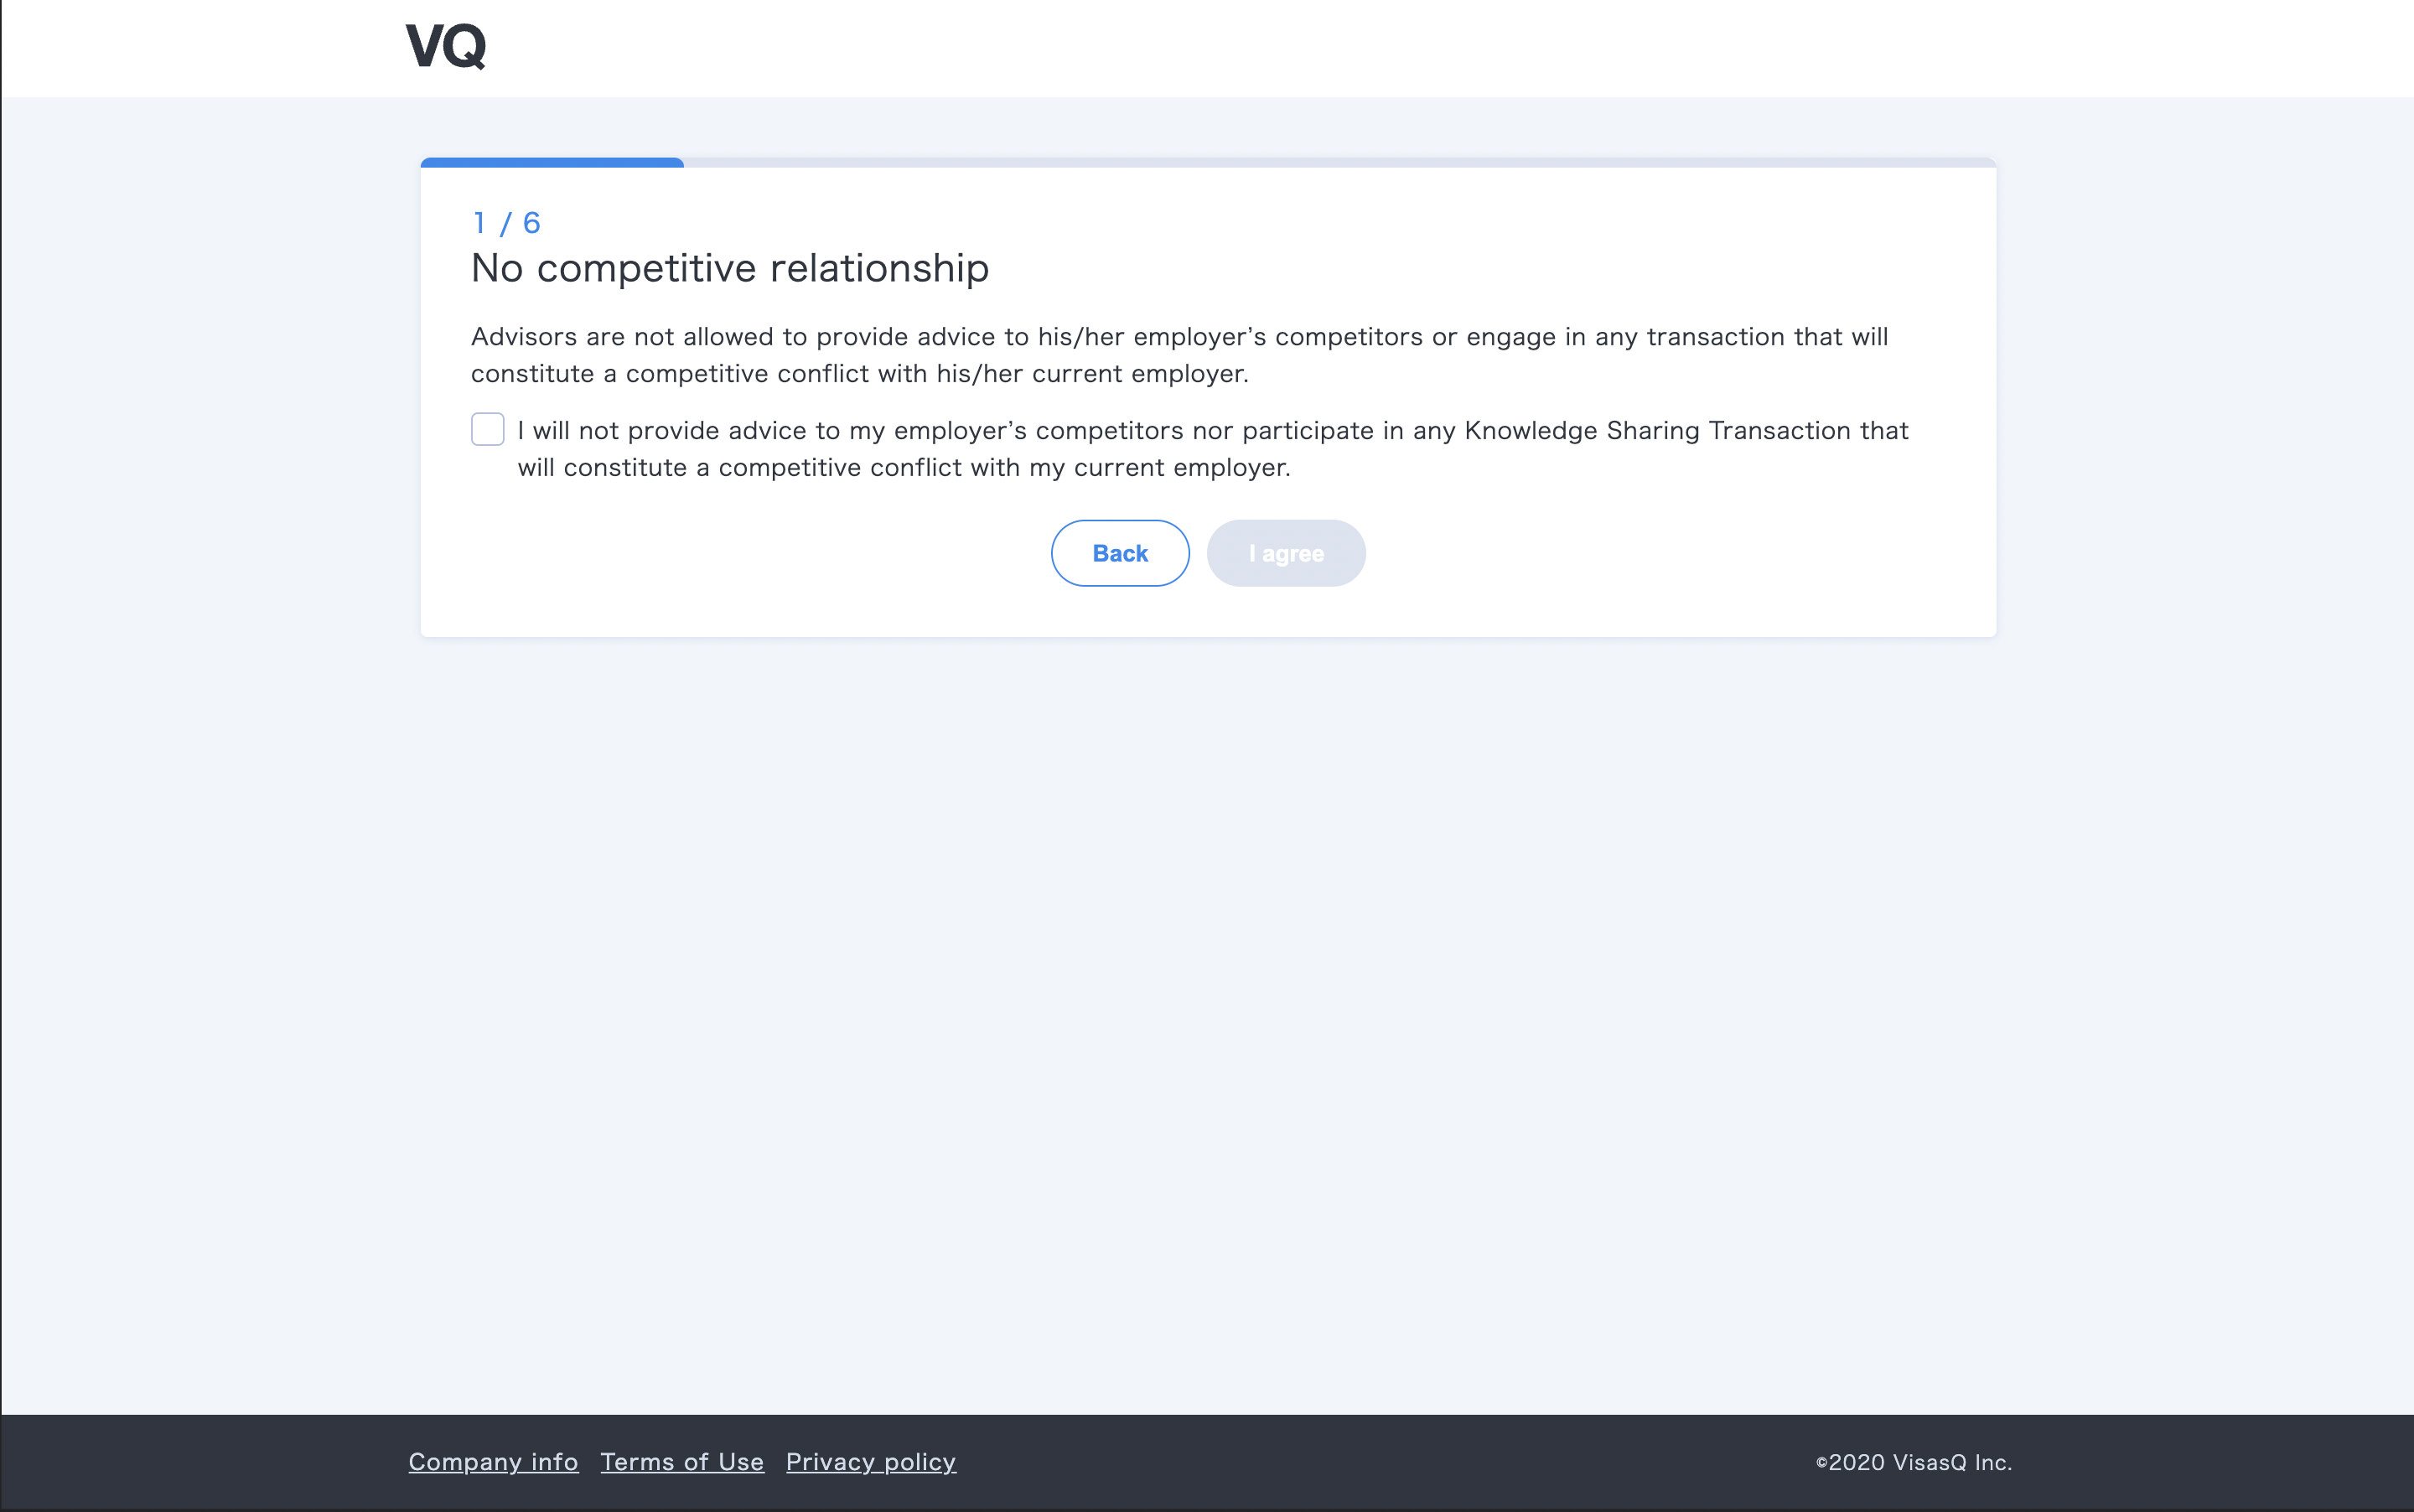 VQ
1 / 6
No competitive relationship
Advisors are not allowed to provide advice to his/her employer’s competitors or engage in any transaction that will
constitute a competitive conflict with his/her current employer.
I will not provide advice to my employer’s competitors nor participate in any Knowledge Sharing Transaction that
will constitute a competitive conflict with my current employer.
Back I agree
Company info Terms of Use Privacy policy ©2020 VisasQ Inc.